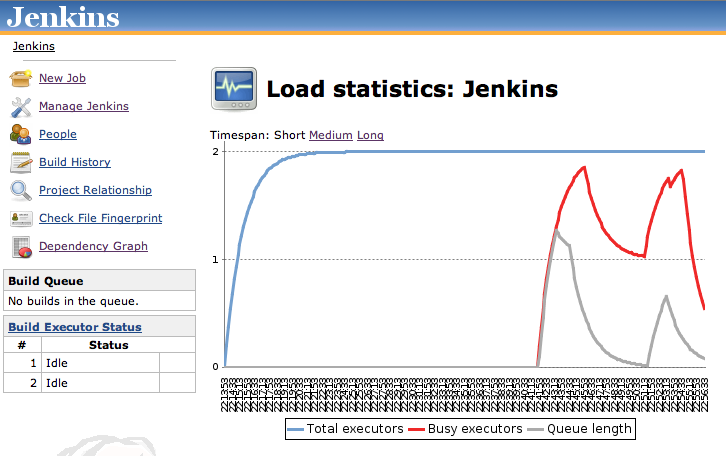 Jenkins
Jenkins
New Job
Manage Jenkins
People
Build History
Project Relationship
Check File Fingerprint
Dependency Graph
Build Queue
No builds in the queue.
Build Executor Status
# Status
1 Idle
2 Idle
Load statistics: Jenkins
Timespan: Short Medium Long
2
1
0
Total executors Busy executors Queue length